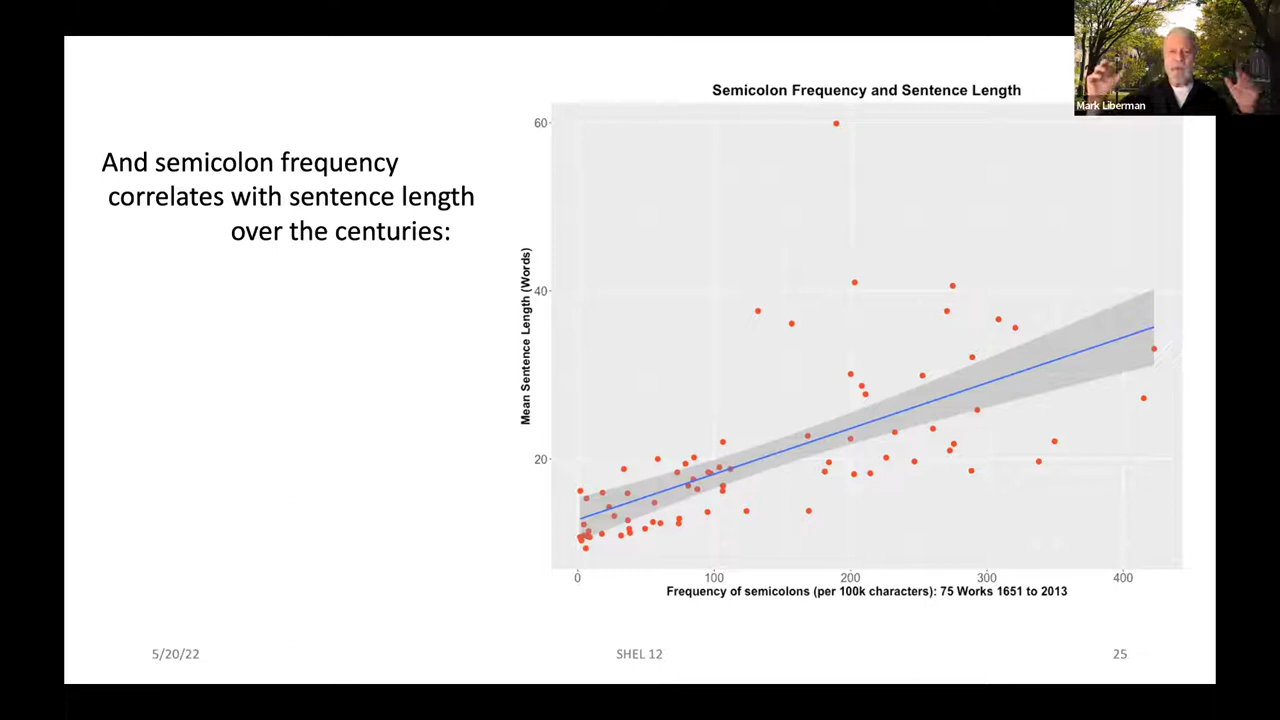 Mark Liberman
And semicolon frequency
correlates with sentence length
over the centuries:
Semicolon Frequency and Sentence Length
Mean Sentence Length (Words)
60
40
20
0 100 200 300 400
Frequency of semicolons (per 100k characters): 75 Works 1651 to 2013
5/20/22 SHEL 12 25